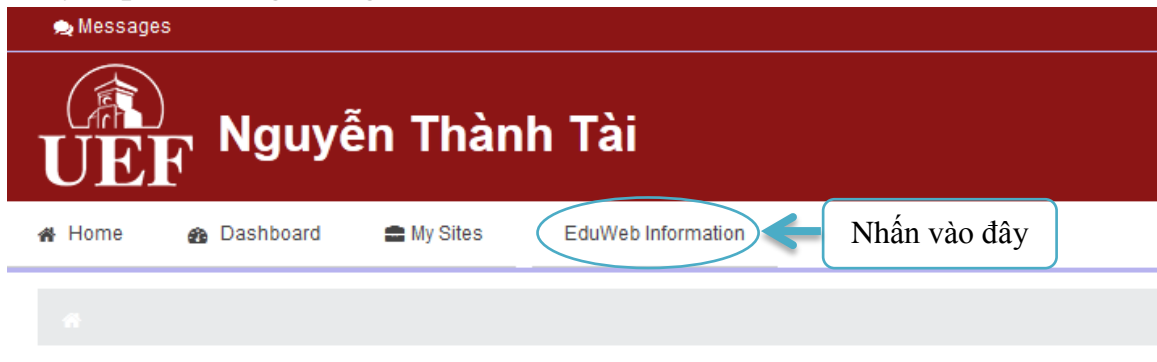 Messages
UEF Nguyễn Thành Tài
Home Dashboard My Sites EduWeb Information Nhấn vào đây